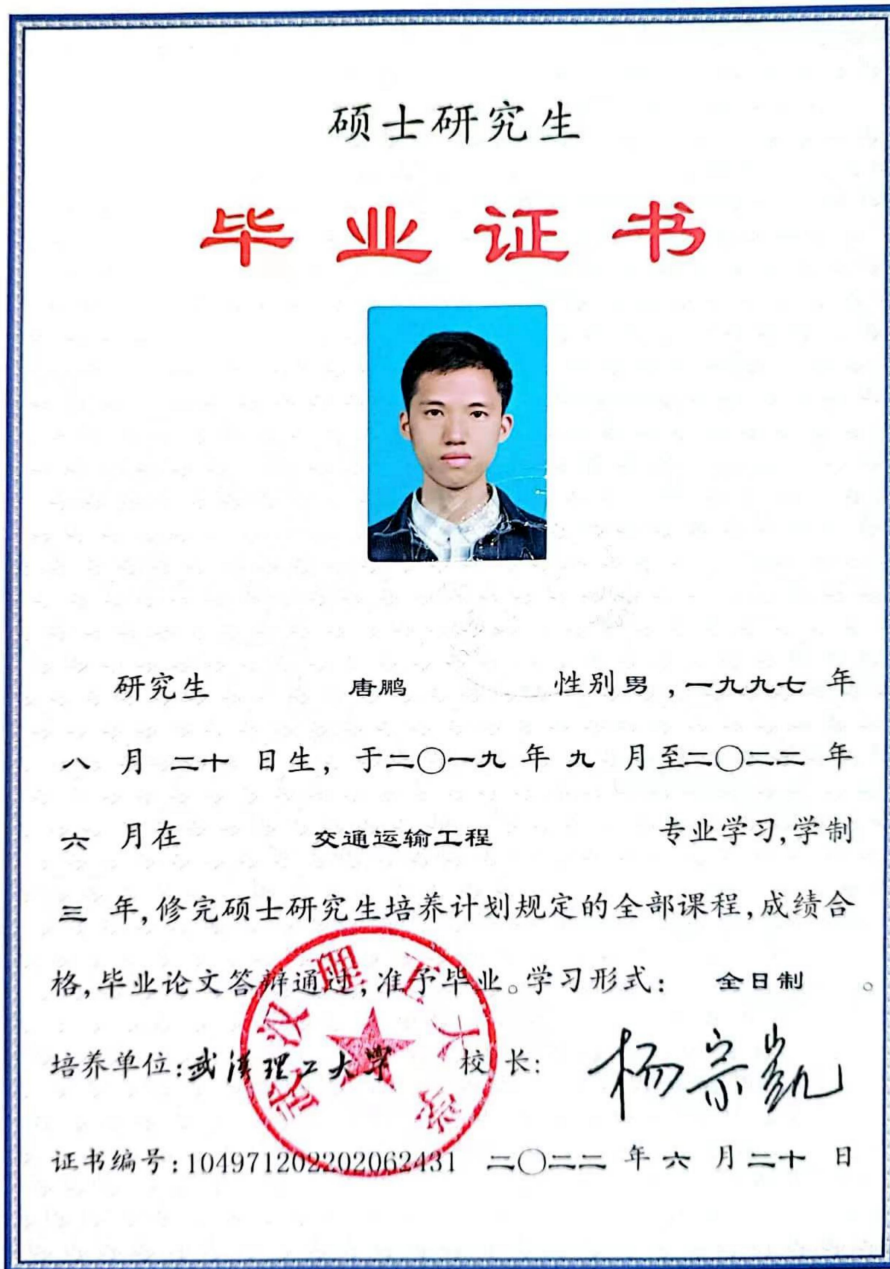 硕士研究生
毕业证书
研究生 唐鹏 性别 男 ,一九九七 年
八 月 二十 日生, 于二〇一九 年 九 月至二〇二二 年
六 月在 交通运输工程 专业学习,学制
三 年,修完硕士研究生培养计划规定的全部课程,成绩合
格,毕业论文答辩通过,准予毕业。学习形式: 全日制 。
培养单位:武漢理工大学 校 长: 杨宗凯
武汉理工大学
证书编号:104971202202062431 二〇二二 年 六 月 二十 日